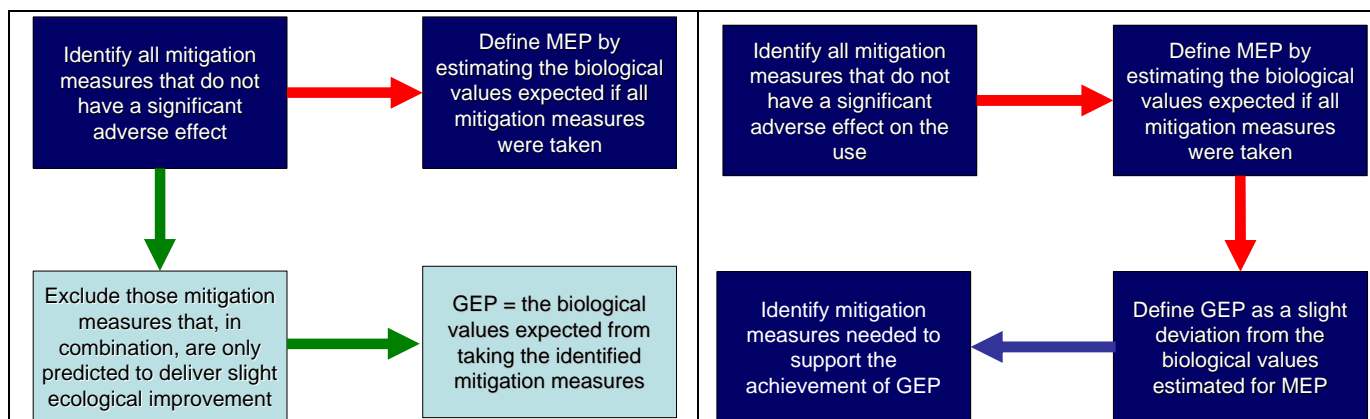 Identify all mitigation
measures that do not
have a significant
adverse effect
Define MEP by
estimating the biological
values expected if all
mitigation measures
were taken
Exclude those mitigation
measures that, in
combination, are only
predicted to deliver slight
ecological improvement
GEP = the biological
values expected from
taking the identified
mitigation measures
Identify all mitigation
measures that do not
have a significant
adverse effect on the
use
Define MEP by
estimating the biological
values expected if all
mitigation measures
were taken
Identify mitigation
measures needed to
support the
achievement of GEP
Define GEP as a slight
deviation from the
biological values
estimated for MEP